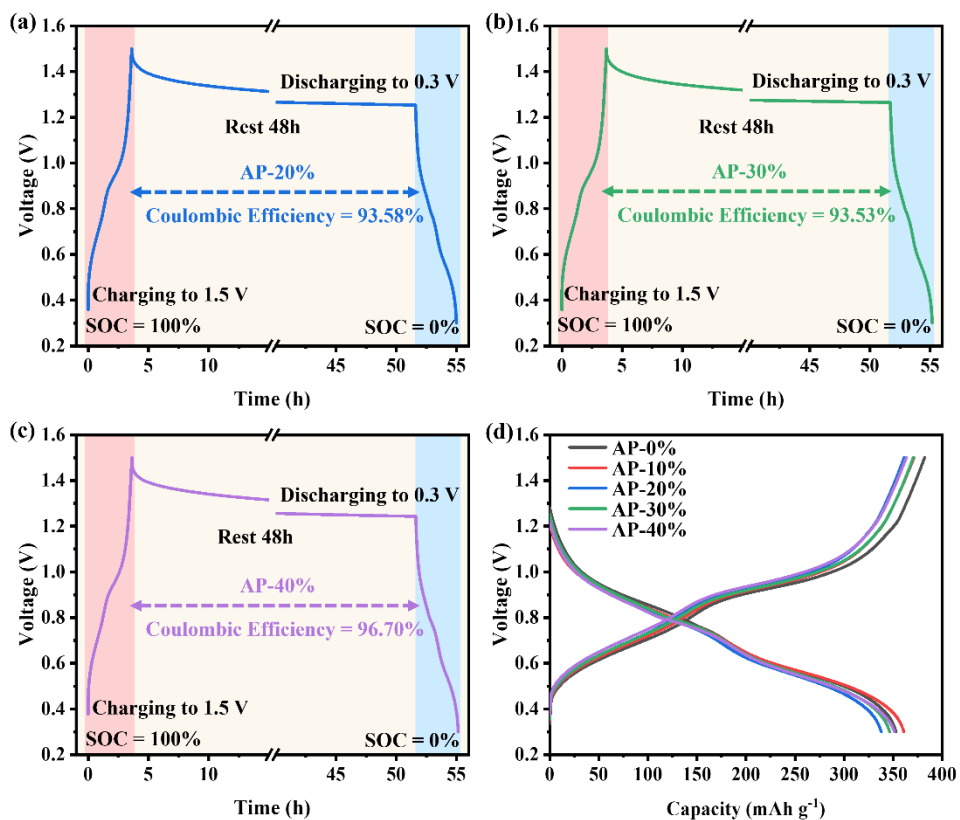 (a)
1.6
1.4
1.2
1.0
0.8
0.6
0.4
0.2
Voltage (V)
Discharging to 0.3 V
Rest 48h
AP-20%
Coulombic Efficiency = 93.58%
Charging to 1.5 V
SOC = 100%
SOC = 0%
0 5 10 45 50 55
Time (h)
(b)
1.6
1.4
1.2
1.0
0.8
0.6
0.4
0.2
Voltage (V)
Discharging to 0.3 V
Rest 48h
AP-30%
Coulombic Efficiency = 93.53%
Charging to 1.5 V
SOC = 100%
SOC = 0%
0 5 10 45 50 55
Time (h)
(c)
1.6
1.4
1.2
1.0
0.8
0.6
0.4
0.2
Voltage (V)
Discharging to 0.3 V
Rest 48h
AP-40%
Coulombic Efficiency = 96.70%
Charging to 1.5 V
SOC = 100%
SOC = 0%
0 5 10 45 50 55
Time (h)
(d)
1.6
1.4
1.2
1.0
0.8
0.6
0.4
0.2
Voltage (V)
AP-0%
AP-10%
AP-20%
AP-30%
AP-40%
0 50 100 150 200 250 300 350 400
Capacity (mAh g⁻¹)